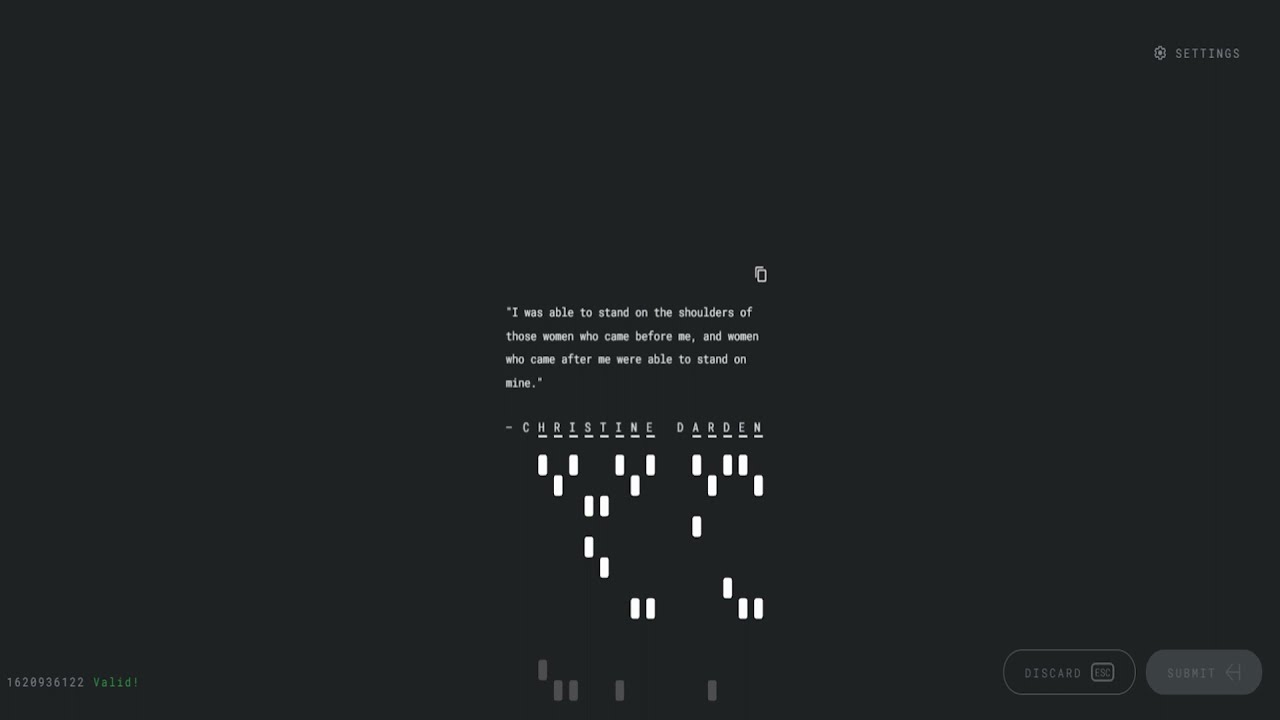 SETTINGS
"I was able to stand on the shoulders of
those women who came before me, and women
who came after me were able to stand on
mine."
— CHRISTINE DARDEN
1620936122 Valid!
DISCARD ESC
SUBMIT